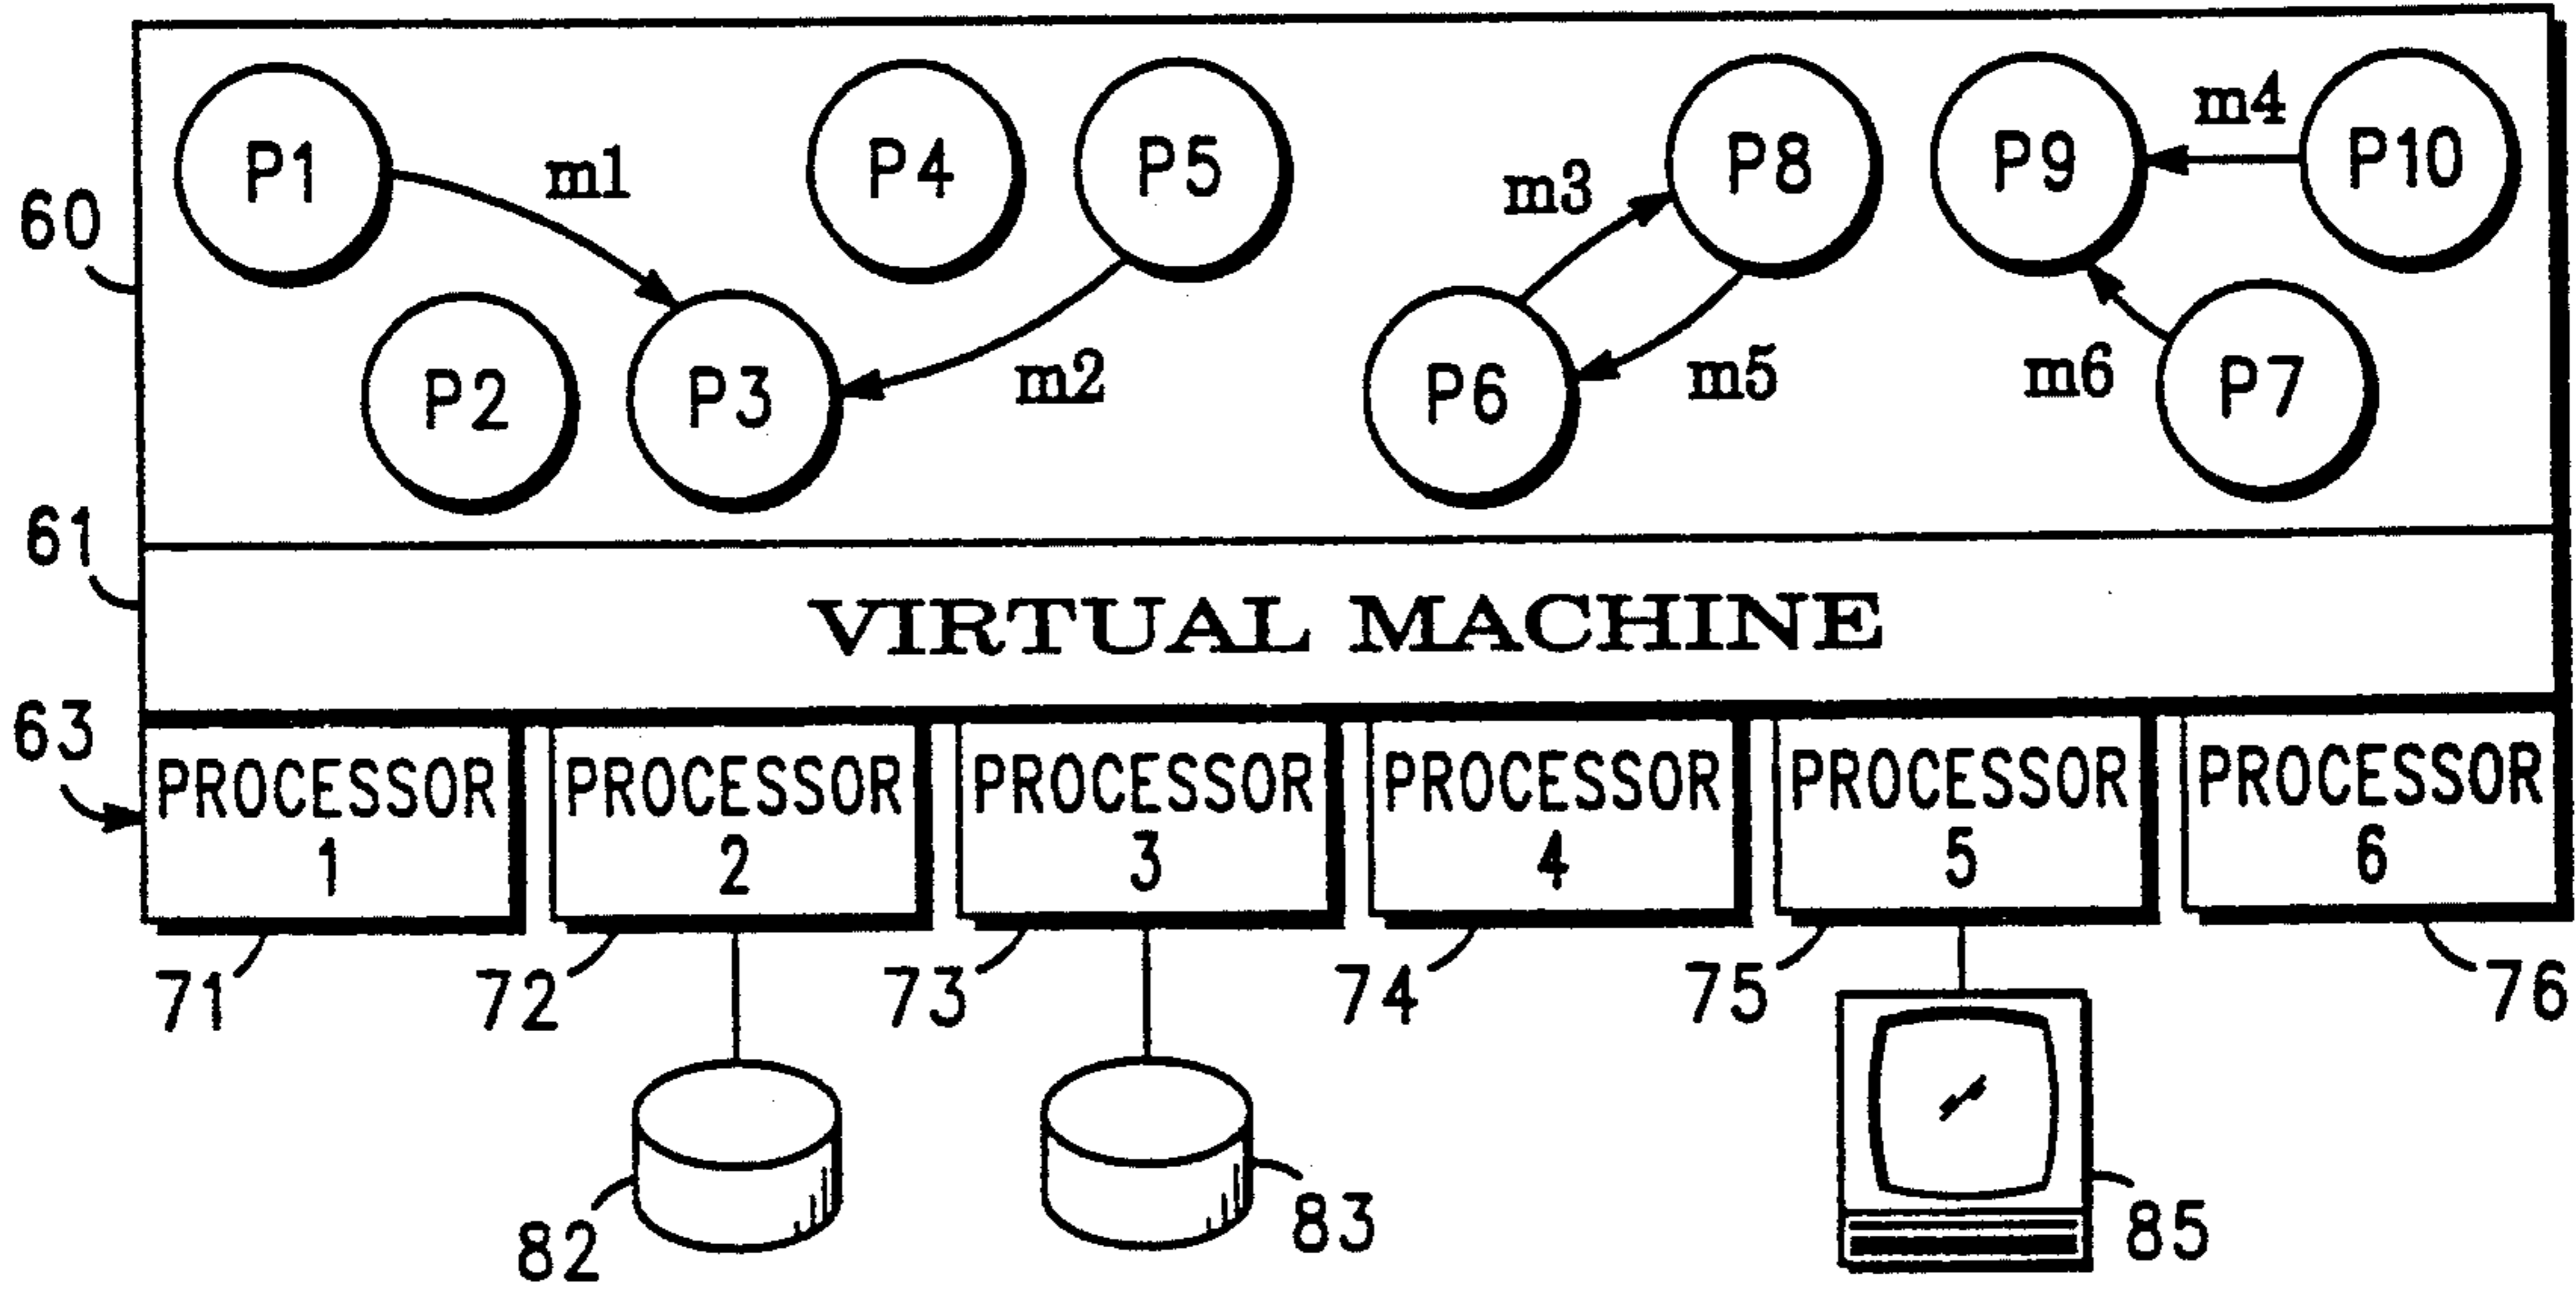 P1
m1
P4
P5
m3
P8
P9
m4
P10
60
P2
P3
m2
P6
m5
m6
P7
61
VIRTUAL MACHINE
63
PROCESSOR
1
PROCESSOR
2
PROCESSOR
3
PROCESSOR
4
PROCESSOR
5
PROCESSOR
6
71
72
73
74
75
76
82
83
85